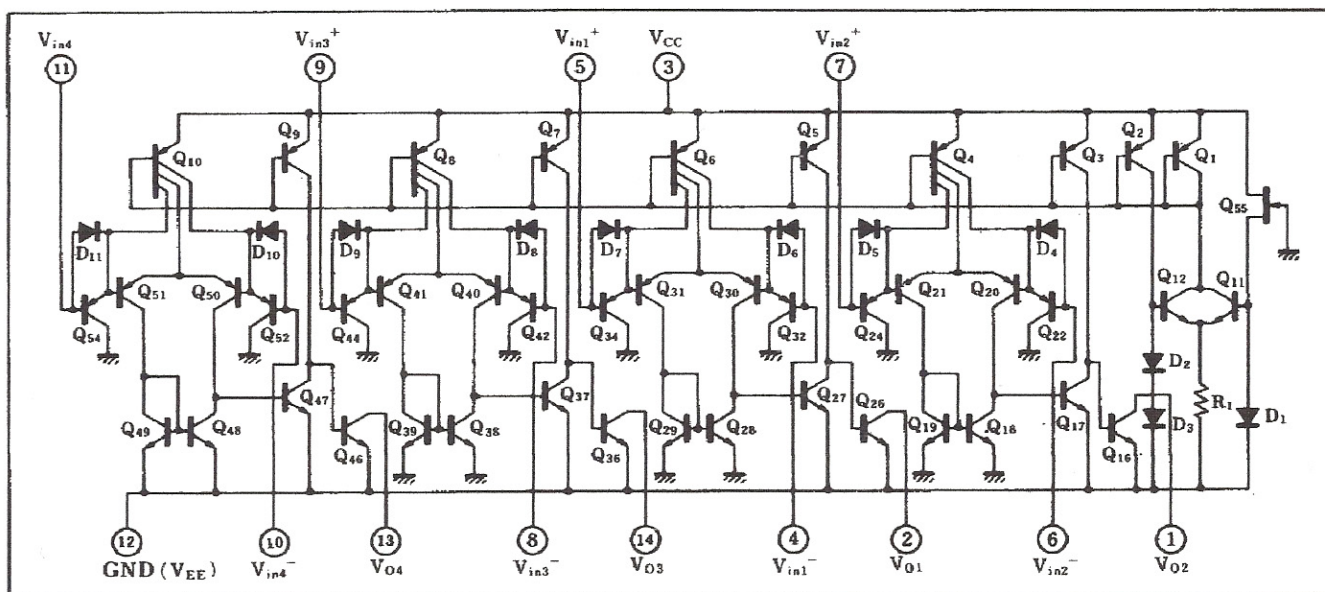 Vin4 Vin3+ Vin1+ VCC Vin2+
11 9 5 3 7
Q10 Q9 Q8 Q7 Q6 Q5 Q4 Q3 Q2 Q1
Q55
D11 D10 D9 D8 D7 D6 D5 D4
Q51 Q50 Q41 Q40 Q31 Q30 Q21 Q20 Q12 Q11
Q54 Q52 Q44 Q42 Q34 Q32 Q24 Q22
D2
Q47 Q37 Q27 Q26 Q17 R1
Q49 Q48 Q39 Q38 Q29 Q28 Q19 Q18 D3 D1
Q46 Q36 Q16
12 10 13 8 14 4 2 6 1
GND (VEE) Vin4- VO4 Vin3- VO3 Vin1- VO1 Vin2- VO2